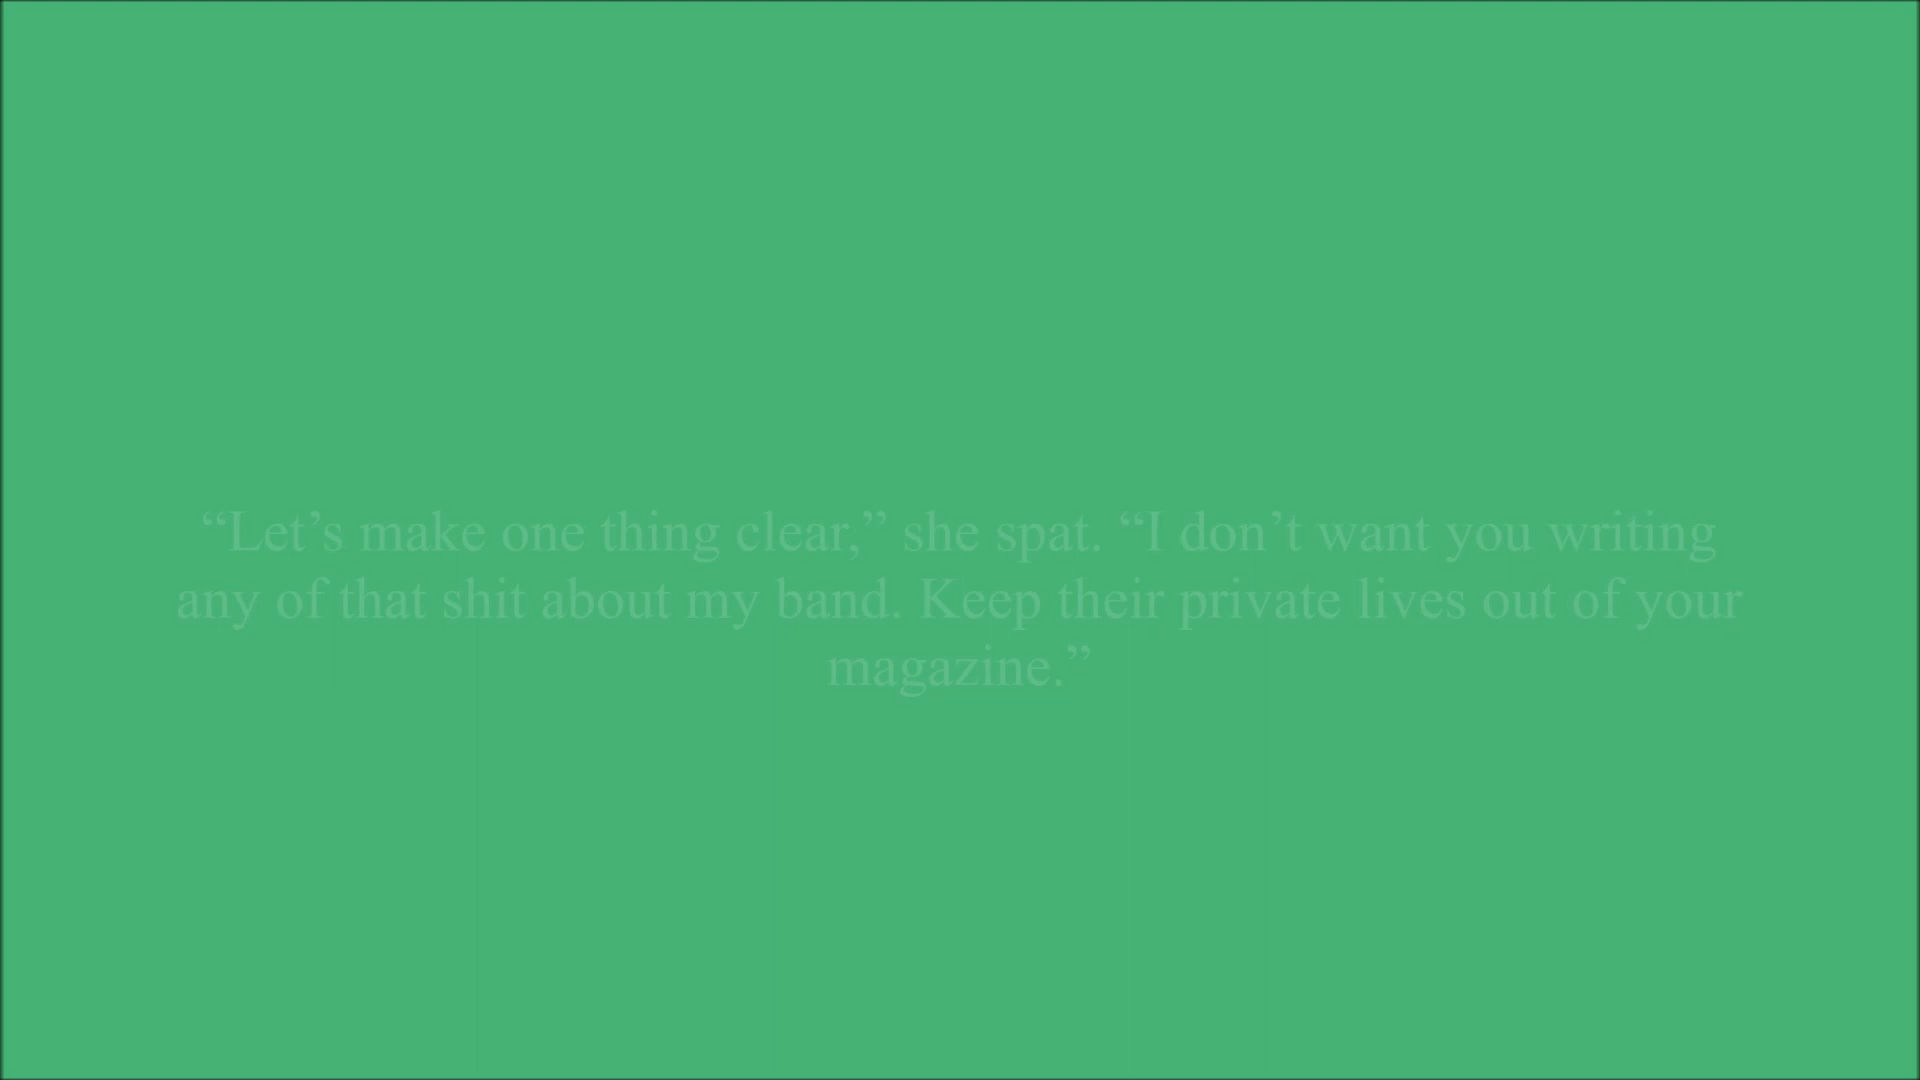 “Let’s make one thing clear,” she spat. “I don’t want you writing
any of that shit about my band. Keep their private lives out of your
magazine.”